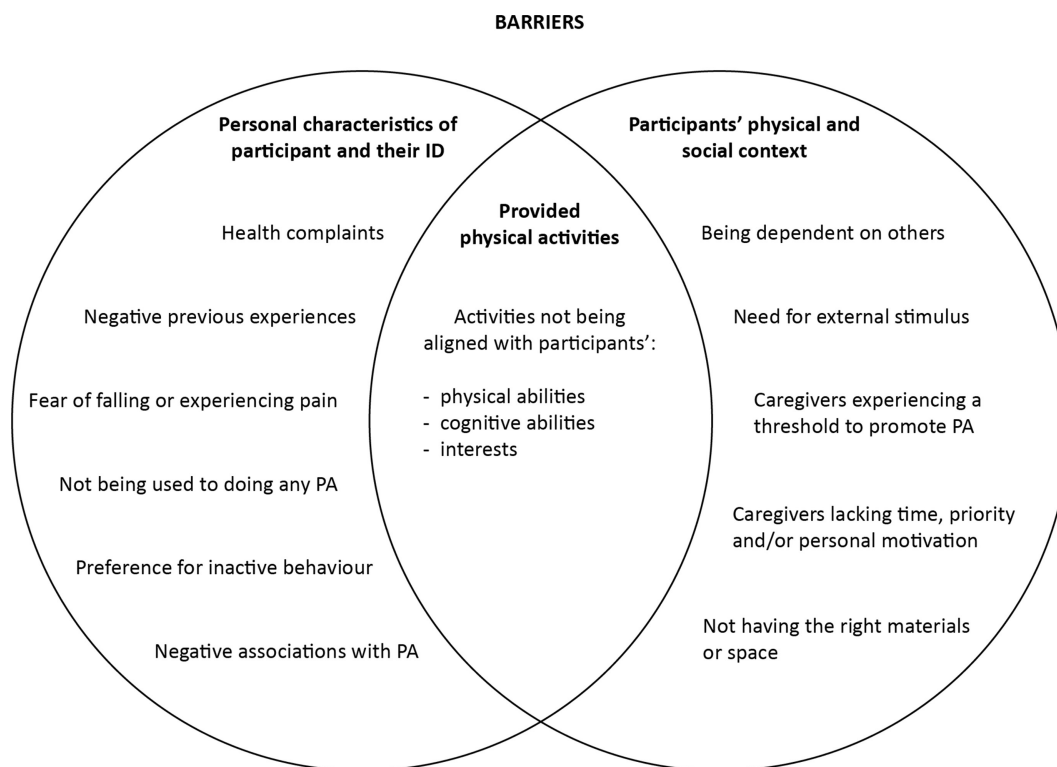 BARRIERS
Personal characteristics of
participant and their ID
Health complaints
Negative previous experiences
Fear of falling or experiencing pain
Not being used to doing any PA
Preference for inactive behaviour
Negative associations with PA
Provided
physical activities
Activities not being
aligned with participants’:
- physical abilities
- cognitive abilities
- interests
Participants’ physical and
social context
Being dependent on others
Need for external stimulus
Caregivers experiencing a
threshold to promote PA
Caregivers lacking time, priority
and/or personal motivation
Not having the right materials
or space